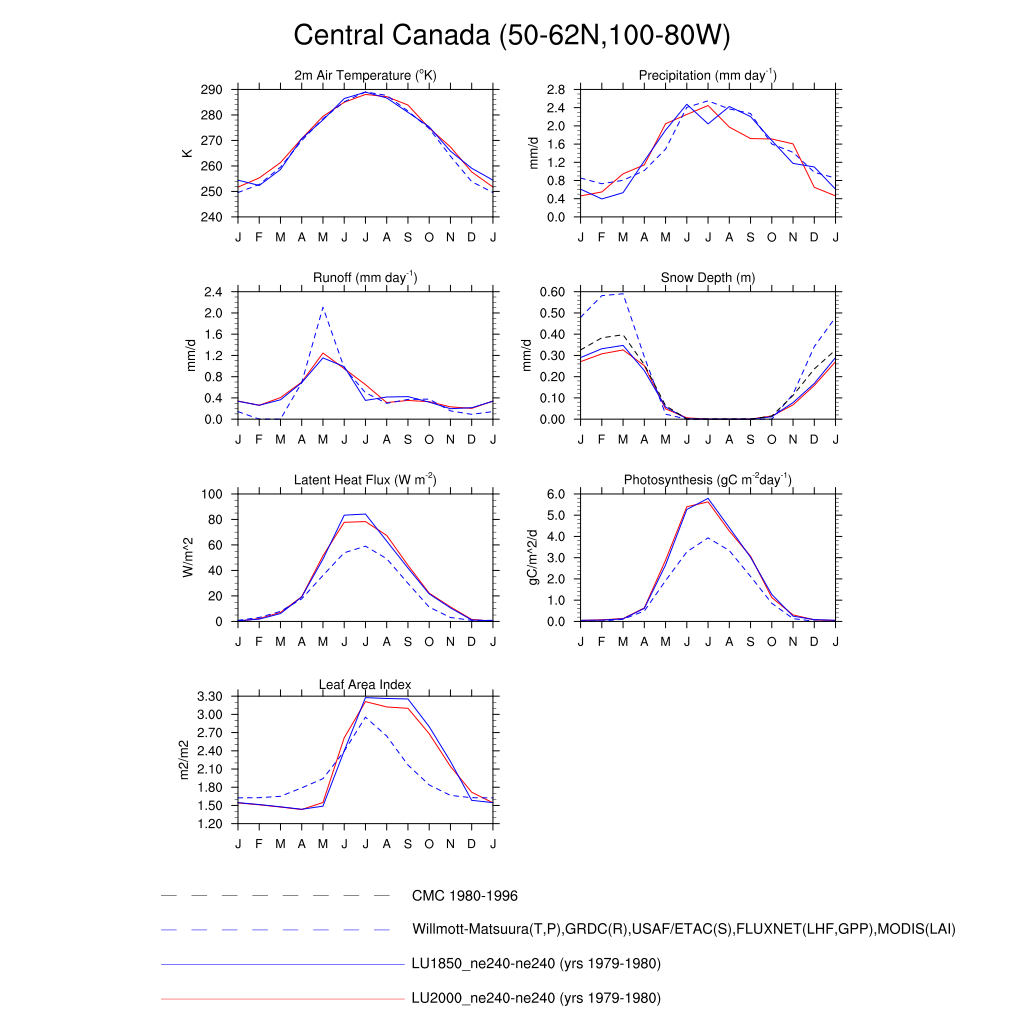 Central Canada (50-62N,100-80W)
2m Air Temperature (°K)
290
280
270
260
250
240
K
J F M A M J J A S O N D J
Precipitation (mm day-1)
2.8
2.4
2.0
1.6
1.2
0.8
0.4
0.0
mm/d
J F M A M J J A S O N D J
Runoff (mm day-1)
2.4
2.0
1.6
1.2
0.8
0.4
0.0
mm/d
J F M A M J J A S O N D J
Snow Depth (m)
0.60
0.50
0.40
0.30
0.20
0.10
0.00
mm/d
J F M A M J J A S O N D J
Latent Heat Flux (W m-2)
100
80
60
40
20
0
W/m^2
J F M A M J J A S O N D J
Photosynthesis (gC m-2day-1)
6.0
5.0
4.0
3.0
2.0
1.0
0.0
gC/m^2/d
J F M A M J J A S O N D J
Leaf Area Index
3.30
3.00
2.70
2.40
2.10
1.80
1.50
1.20
m2/m2
J F M A M J J A S O N D J
CMC 1980-1996
Willmott-Matsuura(T,P),GRDC(R),USAF/ETAC(S),FLUXNET(LHF,GPP),MODIS(LAI)
LU1850_ne240-ne240 (yrs 1979-1980)
LU2000_ne240-ne240 (yrs 1979-1980)